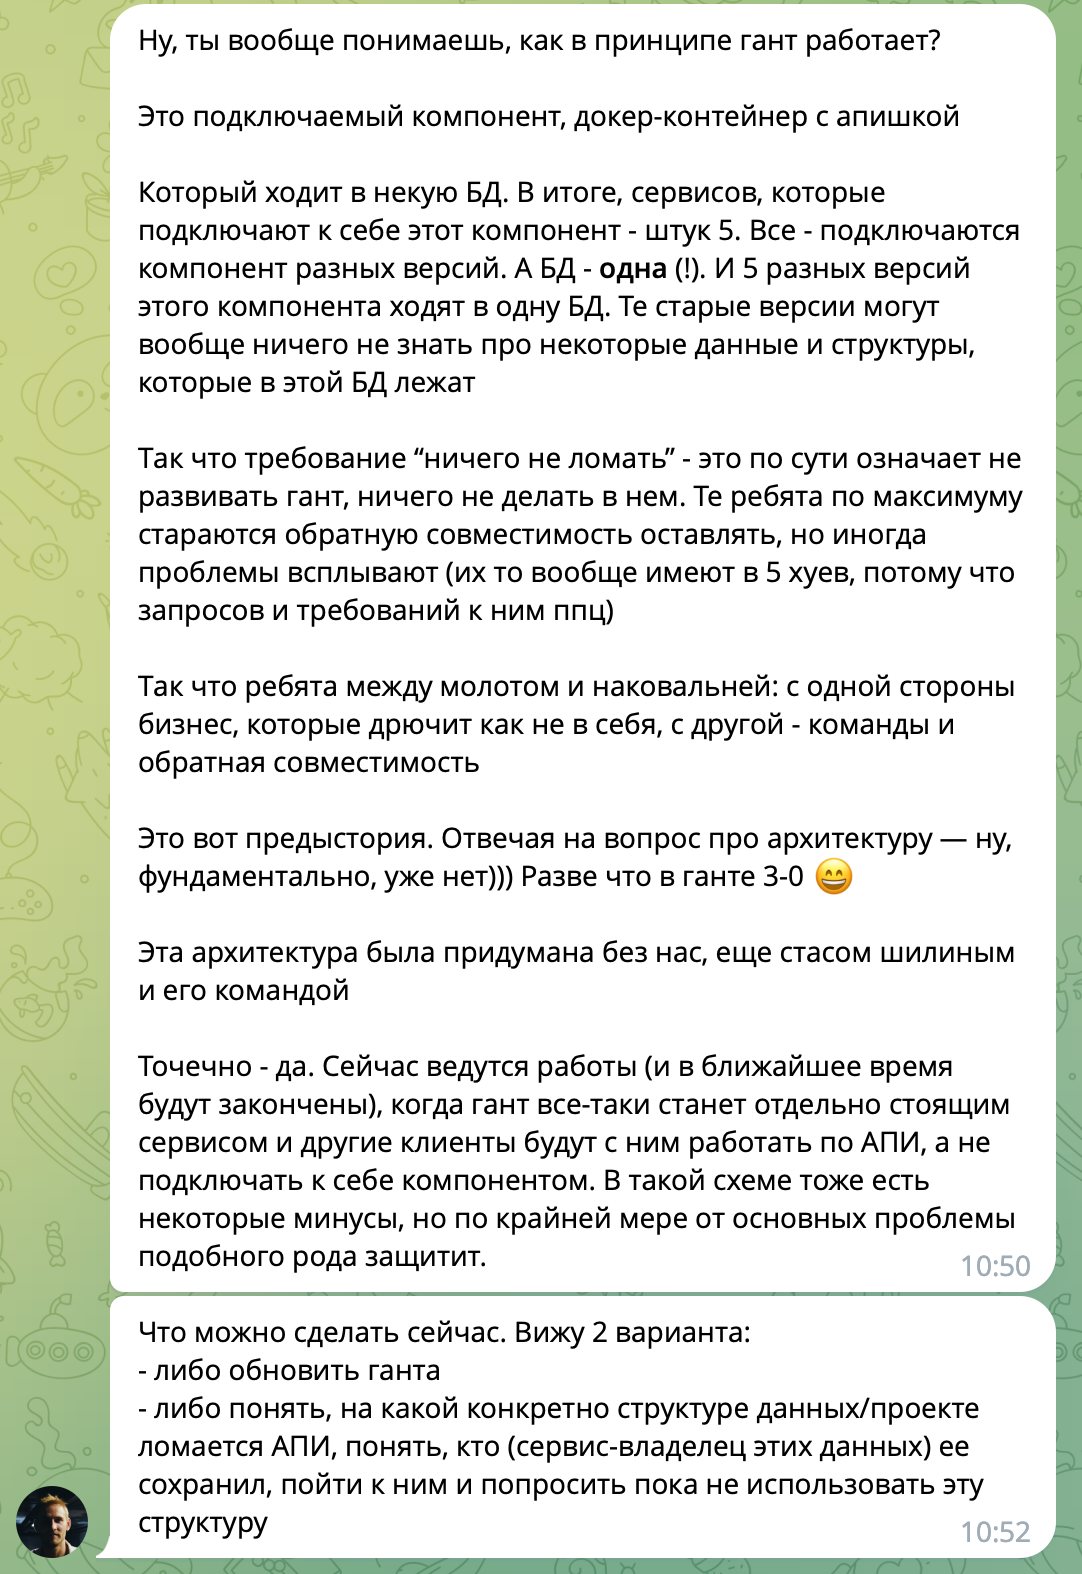 Ну, ты вообще понимаешь, как в принципе гант работает?
Это подключаемый компонент, докер-контейнер с апишкой
Который ходит в некую БД. В итоге, сервисов, которые
подключают к себе этот компонент - штук 5. Все - подключаются
компонент разных версий. А БД - одна (!). И 5 разных версий
этого компонента ходят в одну БД. Те старые версии могут
вообще ничего не знать про некоторые данные и структуры,
которые в этой БД лежат
Так что требование “ничего не ломать” - это по сути означает не
развивать гант, ничего не делать в нем. Те ребята по максимуму
стараются обратную совместимость оставлять, но иногда
проблемы всплывают (их то вообще имеют в 5 хуев, потому что
запросов и требований к ним ппц)
Так что ребята между молотом и наковальней: с одной стороны
бизнес, которые дрючит как не в себя, с другой - команды и
обратная совместимость
Это вот предыстория. Отвечая на вопрос про архитектуру — ну,
фундаментально, уже нет))) Разве что в ганте 3-0 😄
Эта архитектура была придумана без нас, еще стасом шилиным
и его командой
Точечно - да. Сейчас ведутся работы (и в ближайшее время
будут закончены), когда гант все-таки станет отдельно стоящим
сервисом и другие клиенты будут с ним работать по АПИ, а не
подключать к себе компонентом. В такой схеме тоже есть
некоторые минусы, но по крайней мере от основных проблемы
подобного рода защитит.
10:50
Что можно сделать сейчас. Вижу 2 варианта:
- либо обновить ганта
- либо понять, на какой конкретно структуре данных/проекте
ломается АПИ, понять, кто (сервис-владелец этих данных) ее
сохранил, пойти к ним и попросить пока не использовать эту
структуру
10:52